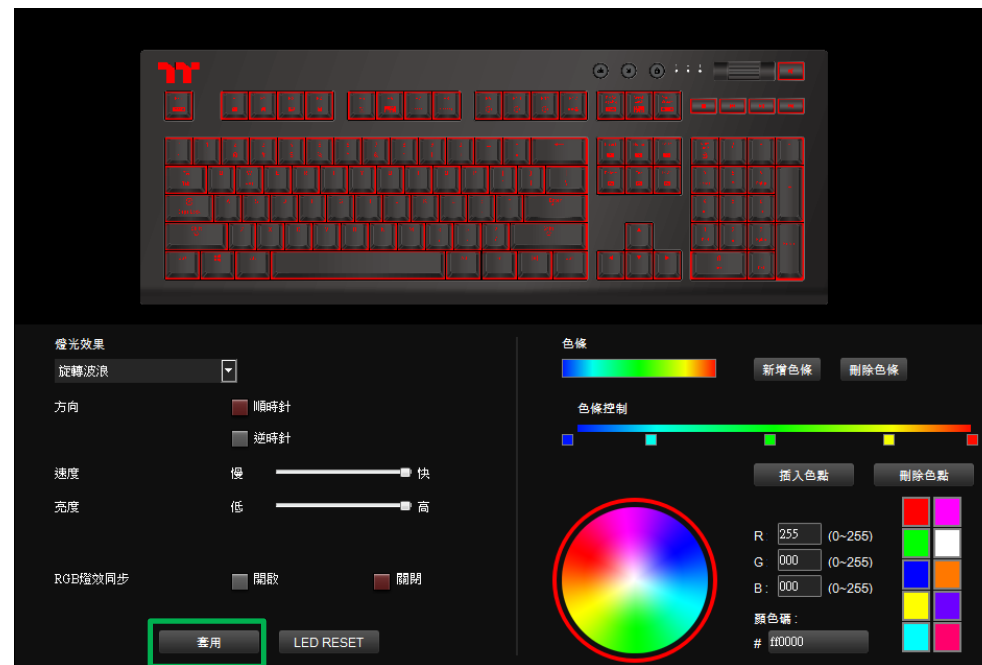 燈光效果
旋轉波浪
方向
順時針
逆時針
速度 慢 快
亮度 低 高
RGB燈效同步 開啟 關閉
套用 LED RESET
色條
新增色條 刪除色條
色條控制
插入色點 刪除色點
R 255 (0~255)
G 000 (0~255)
B : 000 (0~255)
顏色碼 :
# ff0000